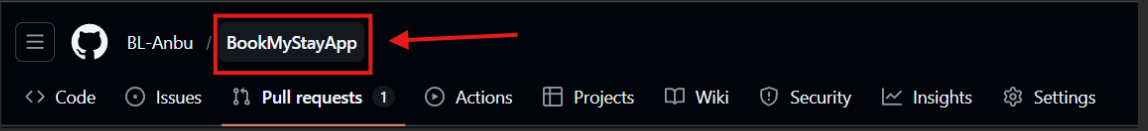 BL-Anbu / BookMyStayApp
Code Issues Pull requests 1 Actions Projects Wiki Security Insights Settings